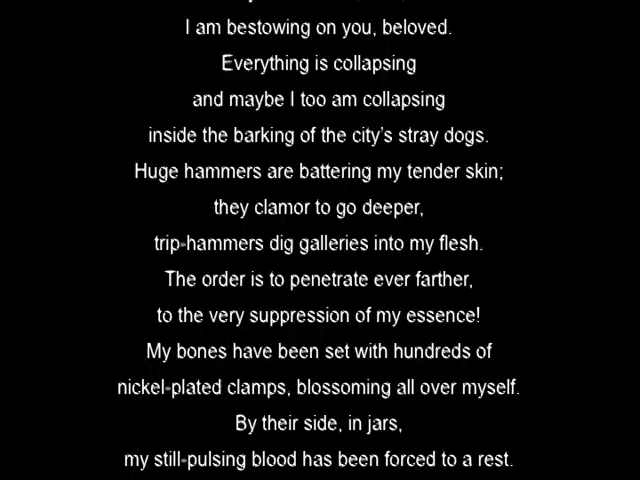 I am bestowing on you, beloved.
Everything is collapsing
and maybe I too am collapsing
inside the barking of the city's stray dogs.
Huge hammers are battering my tender skin;
they clamor to go deeper,
trip-hammers dig galleries into my flesh.
The order is to penetrate ever farther,
to the very suppression of my essence!
My bones have been set with hundreds of
nickel-plated clamps, blossoming all over myself.
By their side, in jars,
my still-pulsing blood has been forced to a rest.